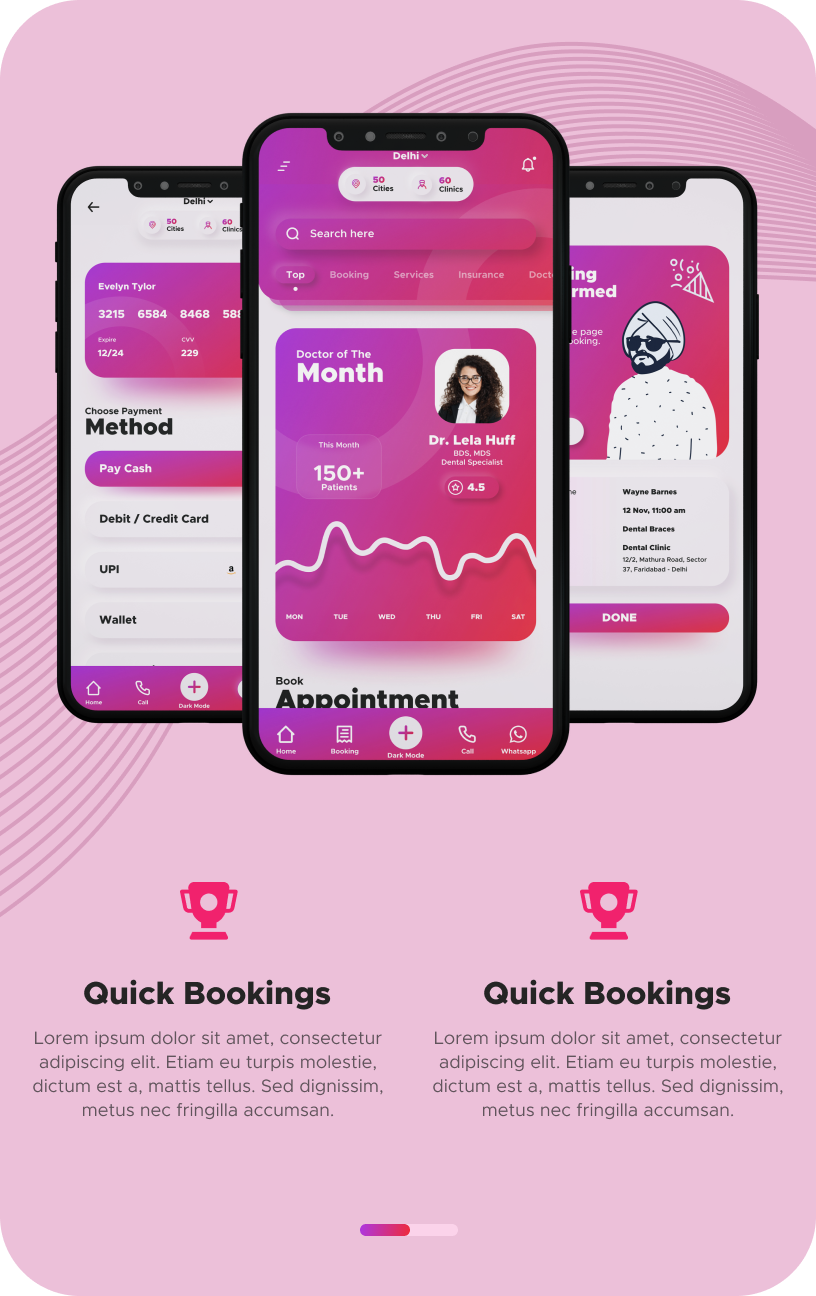 Delhi
50
Cities
60
Clinics
Evelyn Tylor
3215 6584 8468
Expire
12/24
CVV
229
Choose Payment
Method
Pay Cash
Debit / Credit Card
UPI
a
Wallet
Home
Call
Dark Mode
Delhi
50
Cities
60
Clinics
Search here
Top
Booking
Services
Insurance
Doctor of The
Month
This Month
150+
Patients
Dr. Lela Huff
BDS, MDS
Dental Specialist
4.5
MON
TUE
WED
THU
FRI
SAT
Book
Appointment
Home
Booking
Dark Mode
Call
Whatsapp
page
Wayne Barnes
12 Nov, 11:00 am
Dental Braces
Dental Clinic
12/2, Mathura Road, Sector
37, Faridabad - Delhi
DONE
Quick Bookings
Lorem ipsum dolor sit amet, consectetur
adipiscing elit. Etiam eu turpis molestie,
dictum est a, mattis tellus. Sed dignissim,
metus nec fringilla accumsan.
Quick Bookings
Lorem ipsum dolor sit amet, consectetur
adipiscing elit. Etiam eu turpis molestie,
dictum est a, mattis tellus. Sed dignissim,
metus nec fringilla accumsan.